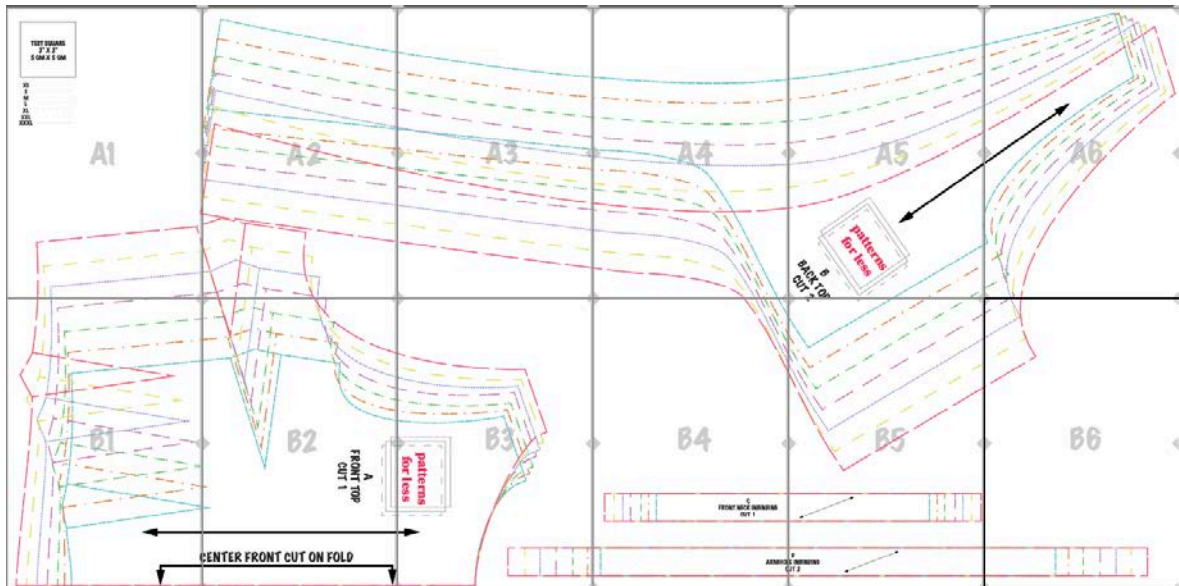 TEST SQUARE
2" X 2"
5 CM X 5 CM
XS
S
M
L
XL
XXL
XXXL
A1
A2
A3
A4
A5
A6
patterns
for less
B
BACK TOP
CUT 2
B1
B2
B3
B4
B5
B6
A
FRONT TOP
CUT 1
patterns
for less
C
FRONT NECK BINDING
CUT 1
CENTER FRONT CUT ON FOLD
D
ARMHOLE BINDING
CUT 2